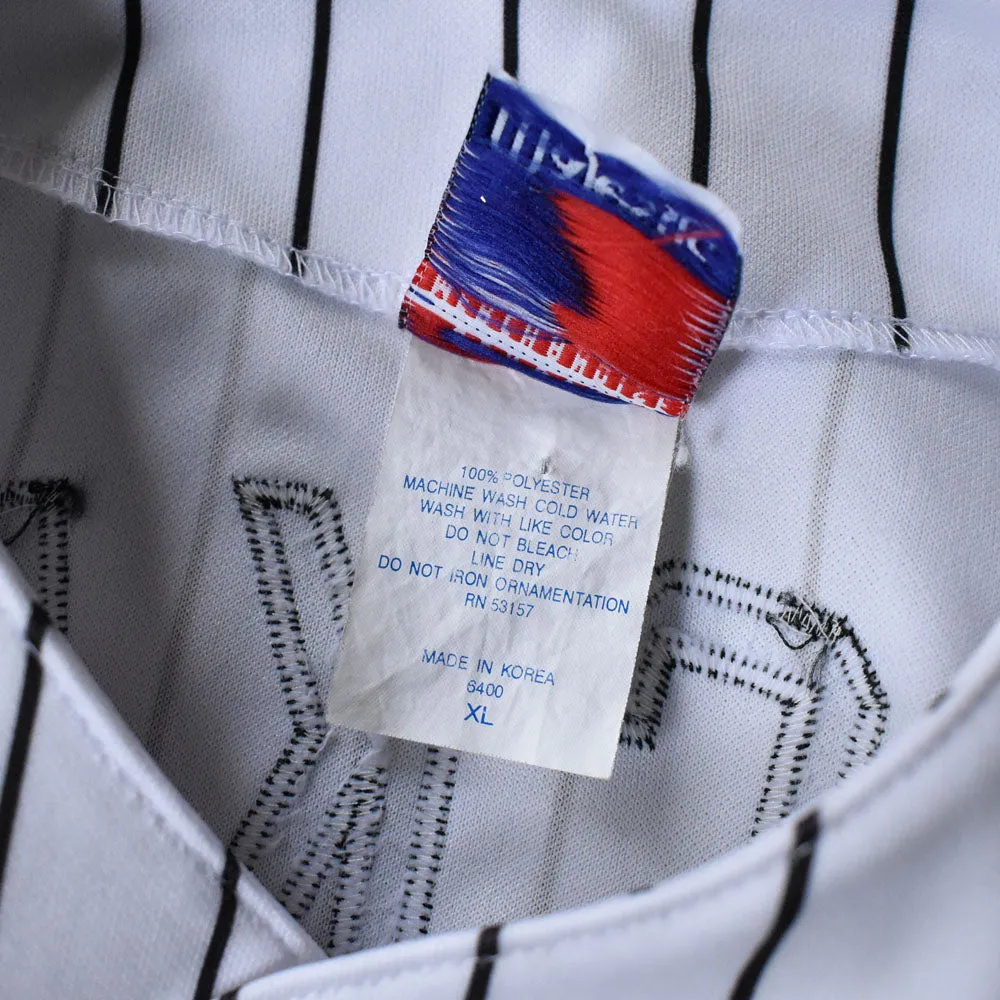 100% POLYESTER
MACHINE WASH COLD WATER
WASH WITH LIKE COLOR
DO NOT BLEACH
LINE DRY
DO NOT IRON ORNAMENTATION
RN 53157
MADE IN KOREA
6400
XL